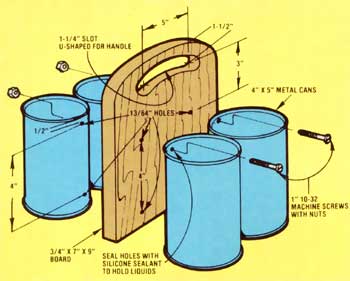 5"
1-1/2"
1-1/4" SLOT
U-SHAPED FOR HANDLE
3"
4" X 5" METAL CANS
13/64" HOLES
1/2"
4"
4"
1" 10-32
MACHINE SCREWS
WITH NUTS
3/4" X 7" X 9"
BOARD
SEAL HOLES WITH
SILICONE SEALANT
TO HOLD LIQUIDS